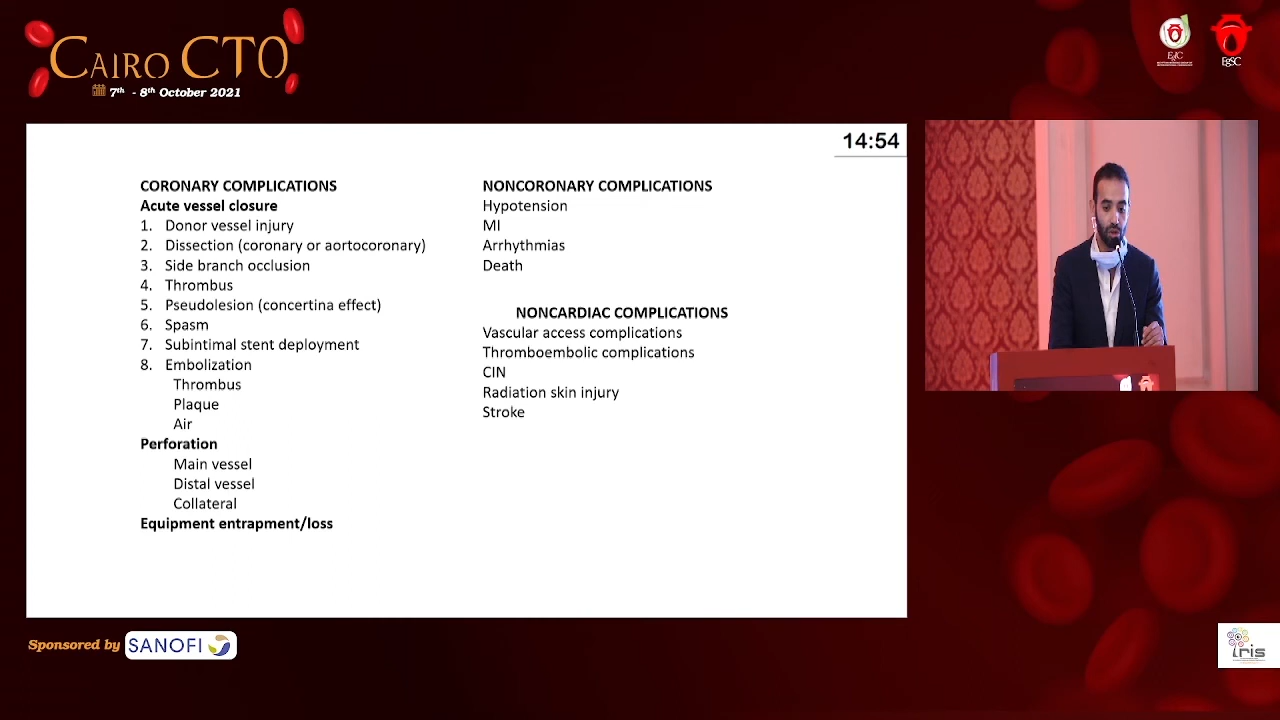 CAIRO CTO
7th - 8th October 2021
EgSC
14:54
CORONARY COMPLICATIONS
Acute vessel closure
1. Donor vessel injury
2. Dissection (coronary or aortocoronary)
3. Side branch occlusion
4. Thrombus
5. Pseudolesion (concertina effect)
6. Spasm
7. Subintimal stent deployment
8. Embolization
Thrombus
Plaque
Air
Perforation
Main vessel
Distal vessel
Collateral
Equipment entrapment/loss
NONCORONARY COMPLICATIONS
Hypotension
MI
Arrhythmias
Death
NONCARDIAC COMPLICATIONS
Vascular access complications
Thromboembolic complications
CIN
Radiation skin injury
Stroke
Sponsored by SANOFI
iris